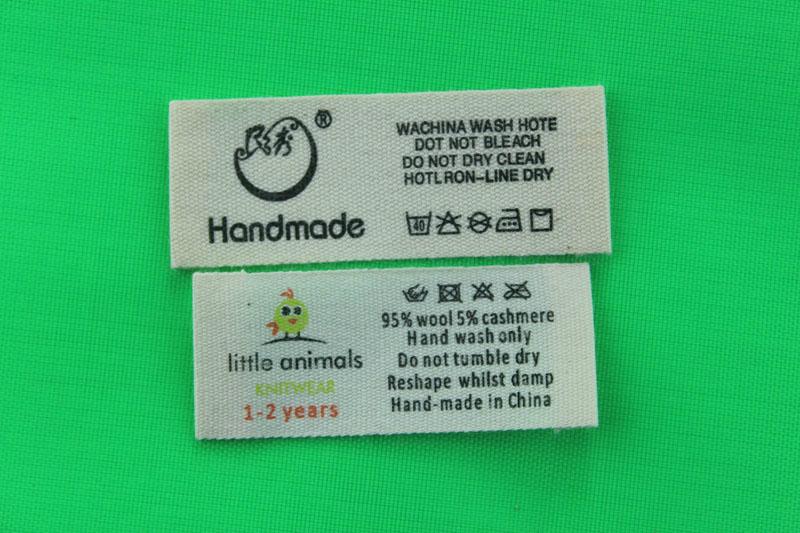 ®
Handmade
WACHINA WASH HOTE
DOT NOT BLEACH
DO NOT DRY CLEAN
HOTLRON-LINE DRY
40
little animals
KNITWEAR
1-2 years
95% wool 5% cashmere
Hand wash only
Do not tumble dry
Reshape whilst damp
Hand-made in China